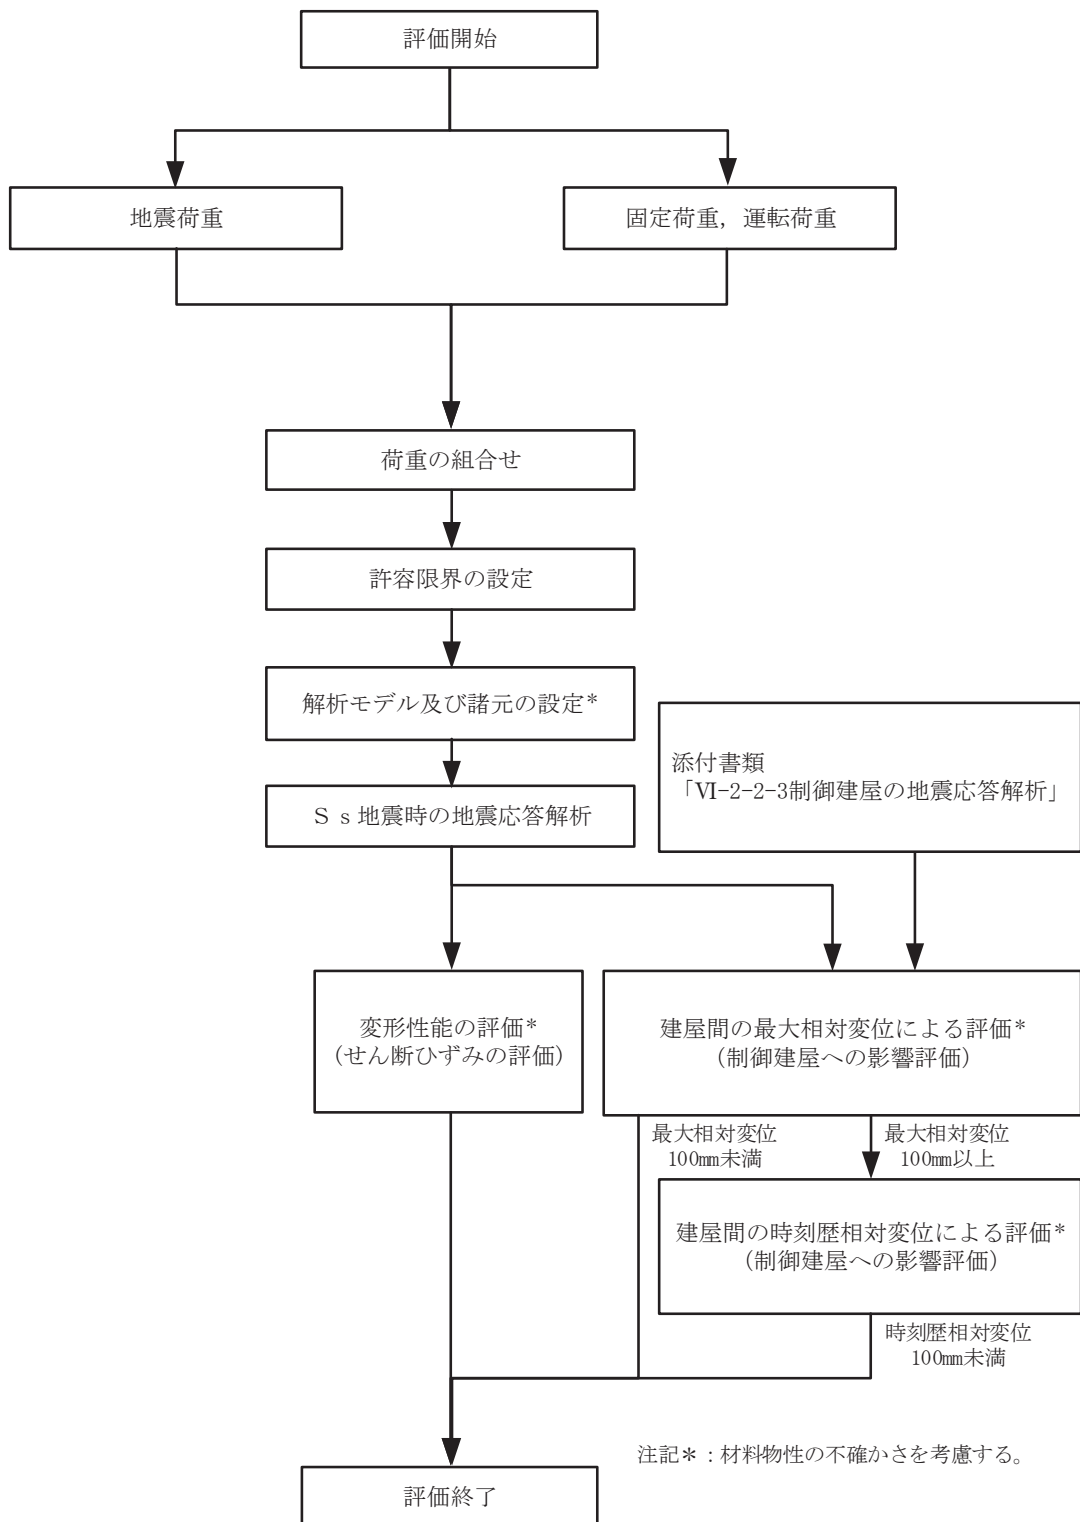 評価開始
地震荷重
固定荷重，運転荷重
荷重の組合せ
許容限界の設定
解析モデル及び諸元の設定*
添付書類
「Ⅵ-2-2-3制御建屋の地震応答解析」
Ｓｓ地震時の地震応答解析
変形性能の評価*
（せん断ひずみの評価）
建屋間の最大相対変位による評価*
（制御建屋への影響評価）
最大相対変位
100mm未満
最大相対変位
100mm以上
建屋間の時刻歴相対変位による評価*
（制御建屋への影響評価）
時刻歴相対変位
100mm未満
注記＊：材料物性の不確かさを考慮する。
評価終了